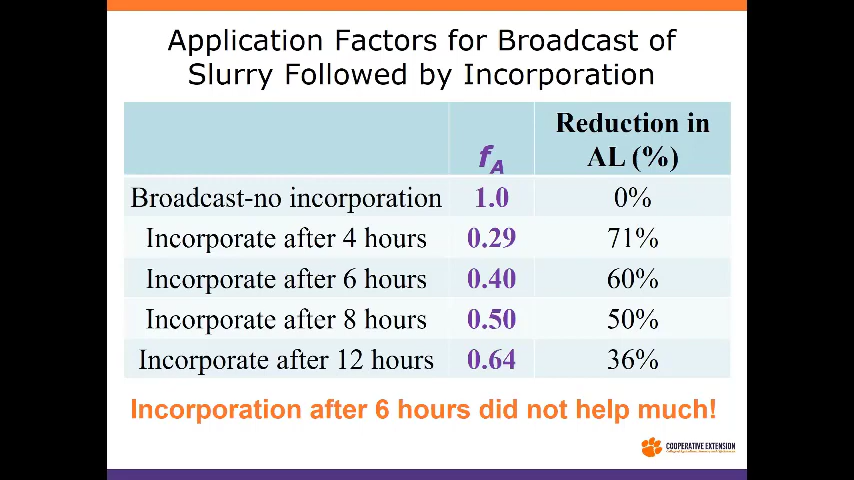 Application Factors for Broadcast of
Slurry Followed by Incorporation
fA Reduction in
AL (%)
Broadcast-no incorporation 1.0 0%
Incorporate after 4 hours 0.29 71%
Incorporate after 6 hours 0.40 60%
Incorporate after 8 hours 0.50 50%
Incorporate after 12 hours 0.64 36%
Incorporation after 6 hours did not help much!
COOPERATIVE EXTENSION